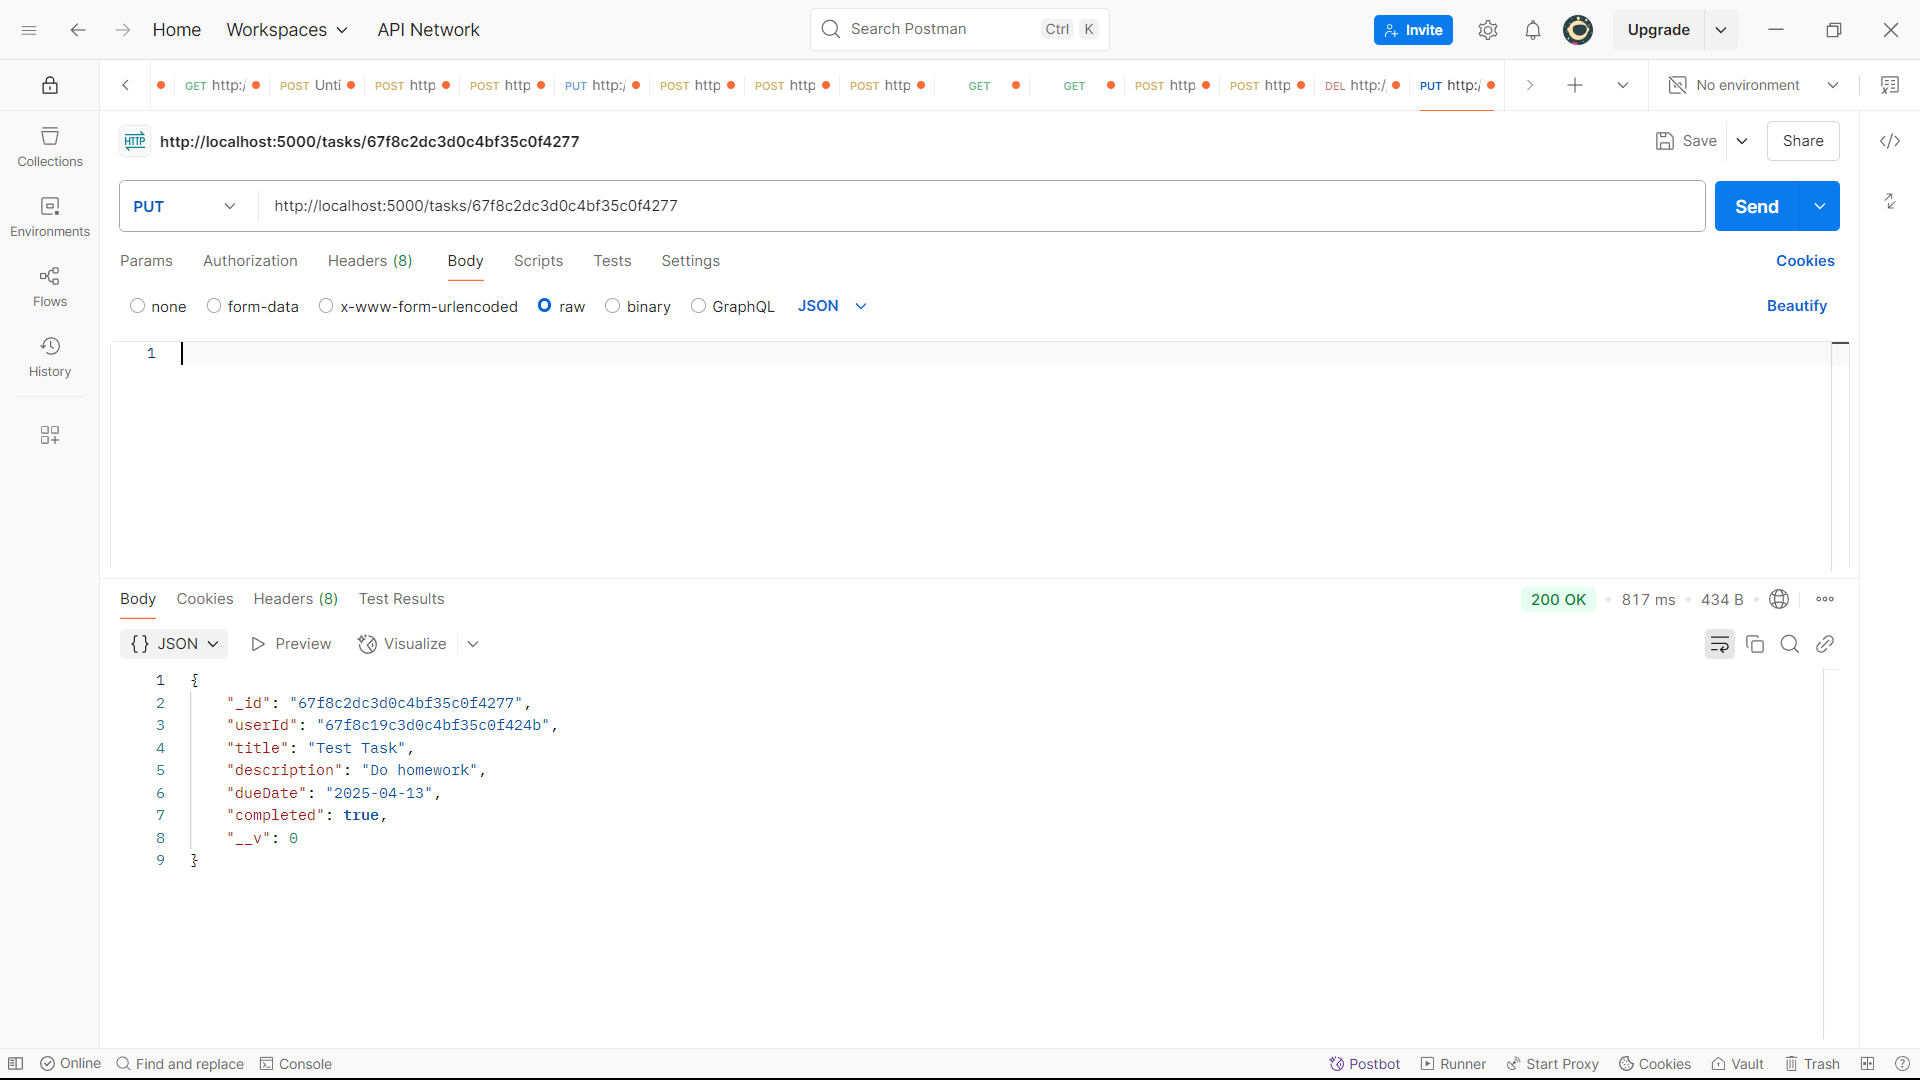 Home Workspaces API Network Search Postman Ctrl K Invite Upgrade
GET http:/ POST Unti POST http POST http PUT http:/ POST http POST http POST http GET GET POST http POST http DEL http:/ PUT http:/ No environment
HTTP http://localhost:5000/tasks/67f8c2dc3d0c4bf35c0f4277 Save Share
Collections
PUT http://localhost:5000/tasks/67f8c2dc3d0c4bf35c0f4277 Send
Environments
Params Authorization Headers (8) Body Scripts Tests Settings Cookies
Flows
none form-data x-www-form-urlencoded raw binary GraphQL JSON Beautify
History
1
Body Cookies Headers (8) Test Results 200 OK 817 ms 434 B
{} JSON Preview Visualize
1 {
2 "_id": "67f8c2dc3d0c4bf35c0f4277",
3 "userId": "67f8c19c3d0c4bf35c0f424b",
4 "title": "Test Task",
5 "description": "Do homework",
6 "dueDate": "2025-04-13",
7 "completed": true,
8 "__v": 0
9 }
Online Find and replace Console Postbot Runner Start Proxy Cookies Vault Trash